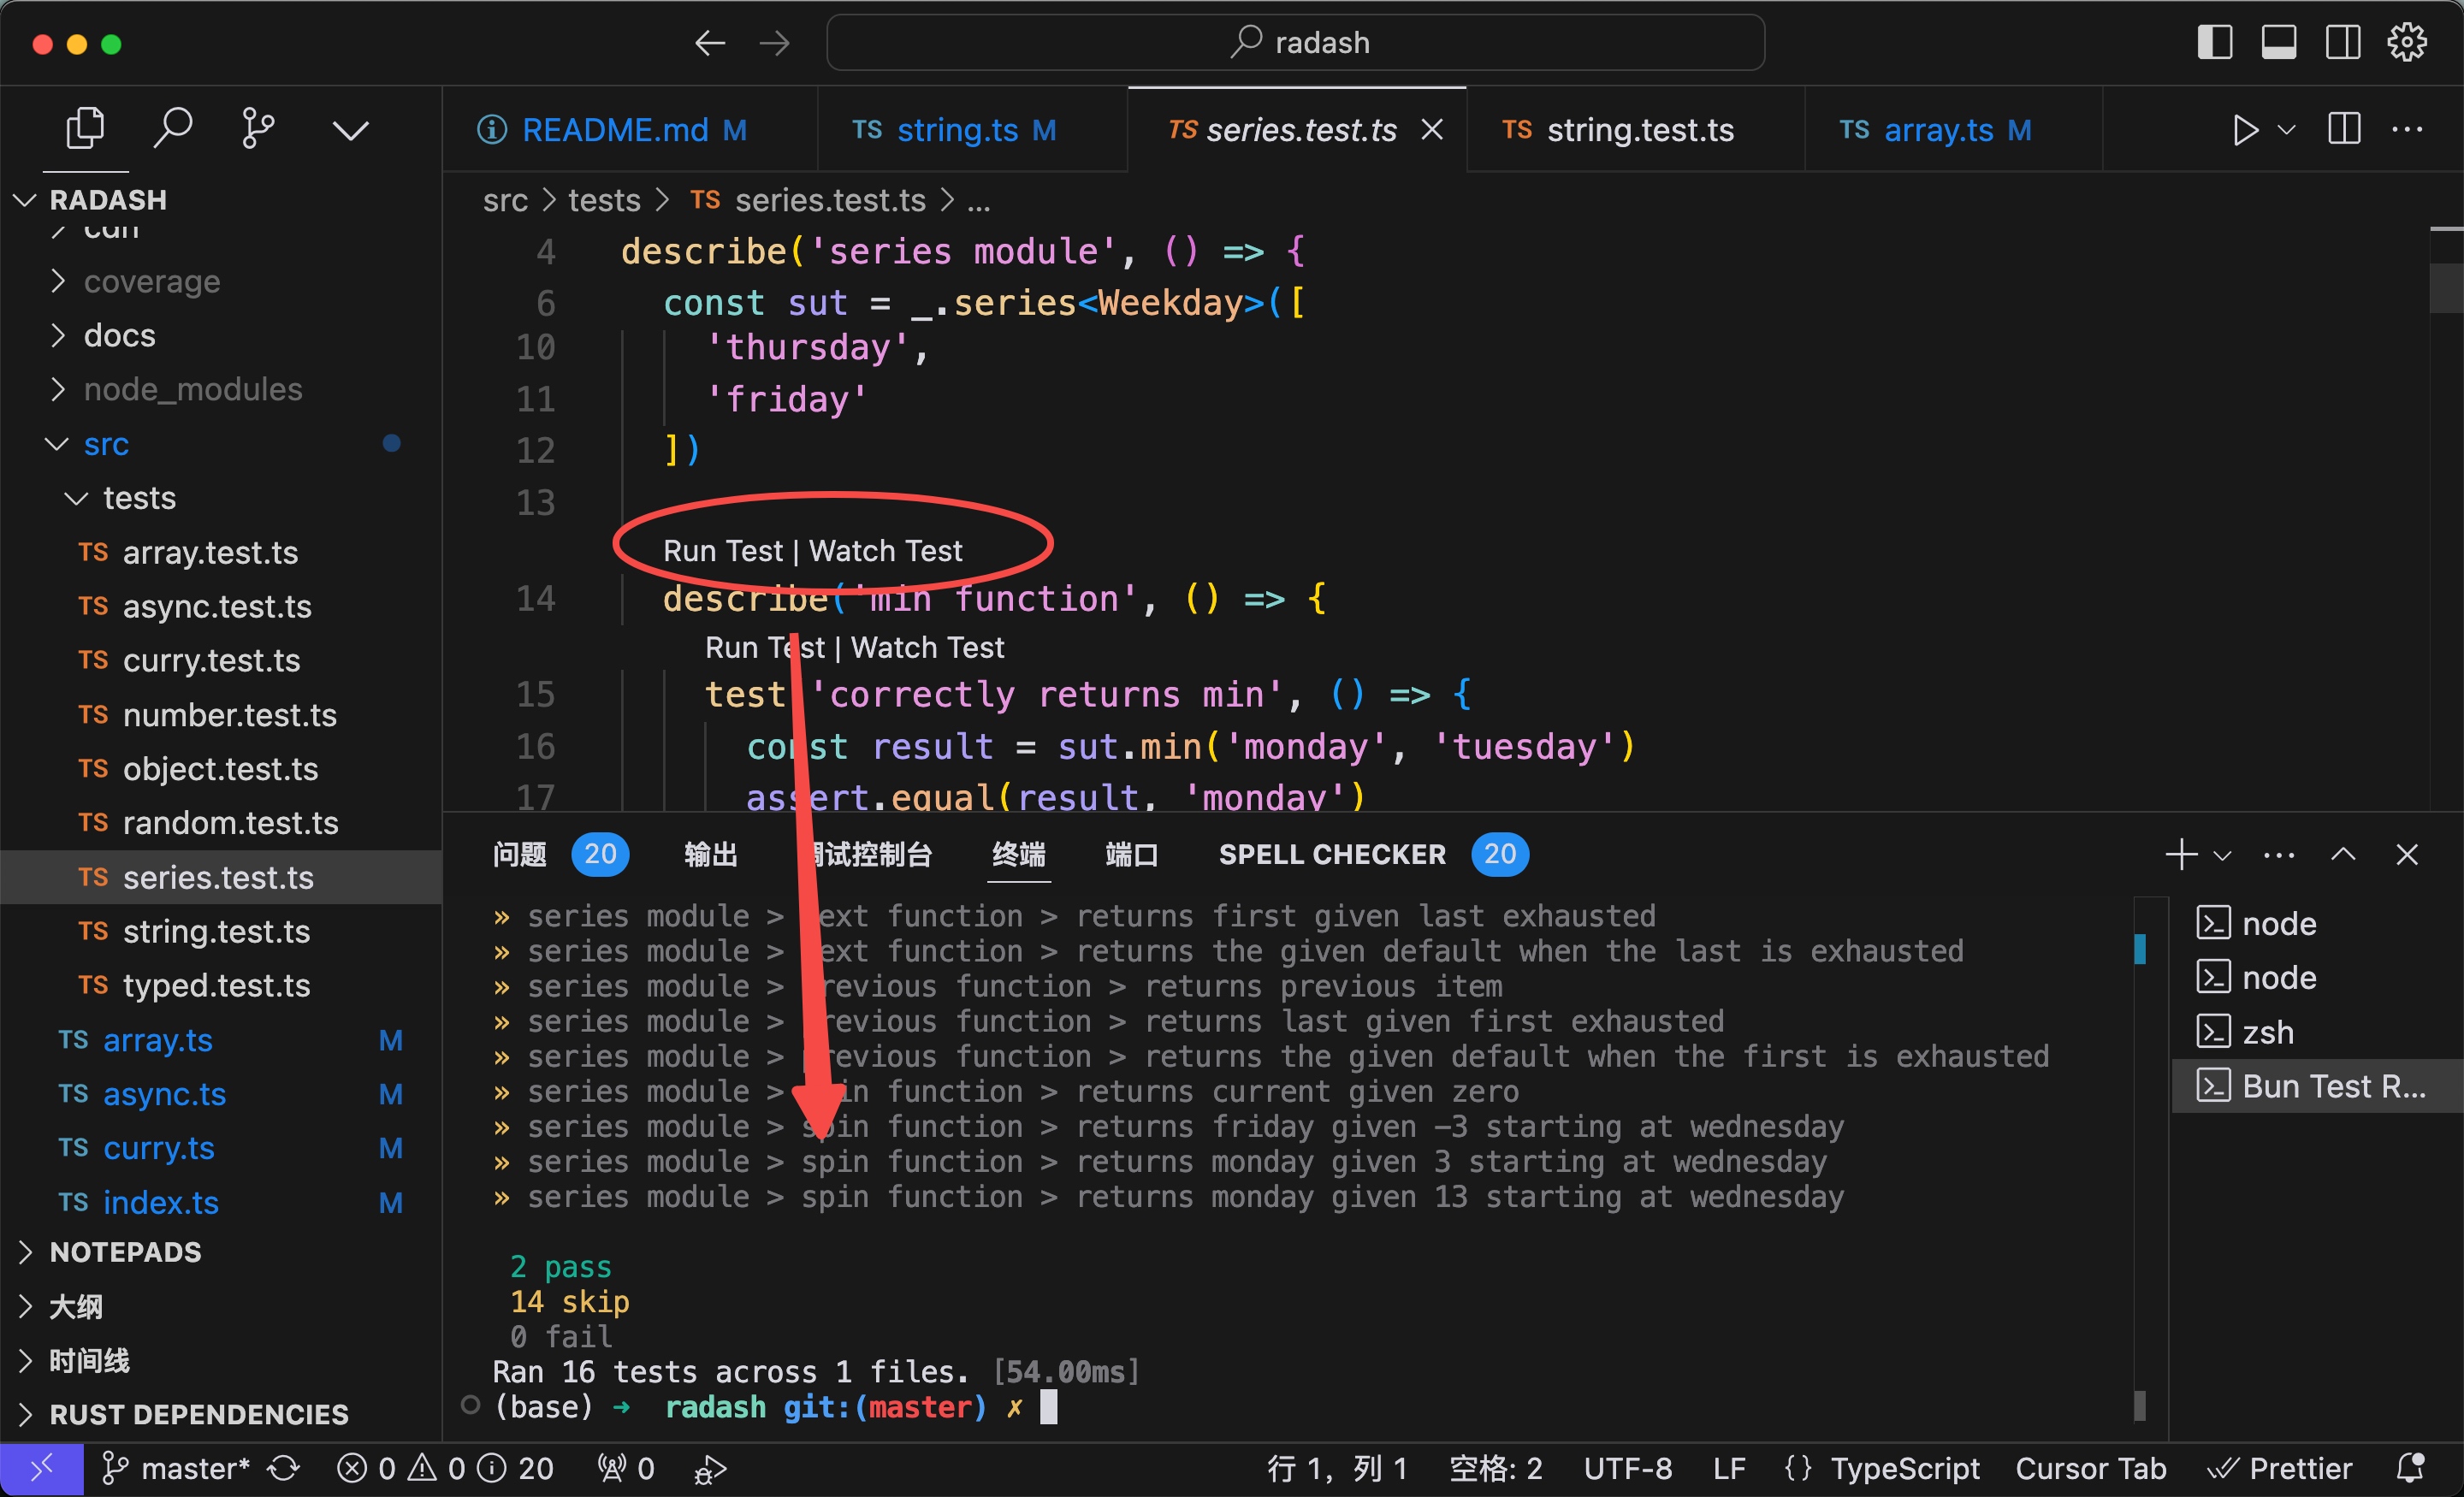 radash
README.md M
TS string.ts M
TS series.test.ts
TS string.test.ts
TS array.ts M
RADASH
cdn
coverage
docs
node_modules
src
tests
TS array.test.ts
TS async.test.ts
TS curry.test.ts
TS number.test.ts
TS object.test.ts
TS random.test.ts
TS series.test.ts
TS string.test.ts
TS typed.test.ts
TS array.ts M
TS async.ts M
TS curry.ts M
TS index.ts M
NOTEPADS
大纲
时间线
RUST DEPENDENCIES
src > tests > TS series.test.ts > ...
4 describe('series module', () => {
6 const sut = _.series<Weekday>([
10 'thursday',
11 'friday'
12 ])
13
Run Test | Watch Test
14 describe('min function', () => {
Run Test | Watch Test
15 test 'correctly returns min', () => {
16 const result = sut.min('monday', 'tuesday')
17 assert.equal(result, 'monday')
问题 20 输出 调试控制台 终端 端口 SPELL CHECKER 20
» series module > next function > returns first given last exhausted
» series module > next function > returns the given default when the last is exhausted
» series module > previous function > returns previous item
» series module > previous function > returns last given first exhausted
» series module > previous function > returns the given default when the first is exhausted
» series module > spin function > returns current given zero
» series module > spin function > returns friday given -3 starting at wednesday
» series module > spin function > returns monday given 3 starting at wednesday
» series module > spin function > returns monday given 13 starting at wednesday
2 pass
14 skip
0 fail
Ran 16 tests across 1 files. [54.00ms]
(base) → radash git:(master) ✗
node
node
zsh
Bun Test R...
master* 0 0 20 0
行 1, 列 1 空格: 2 UTF-8 LF {} TypeScript Cursor Tab Prettier